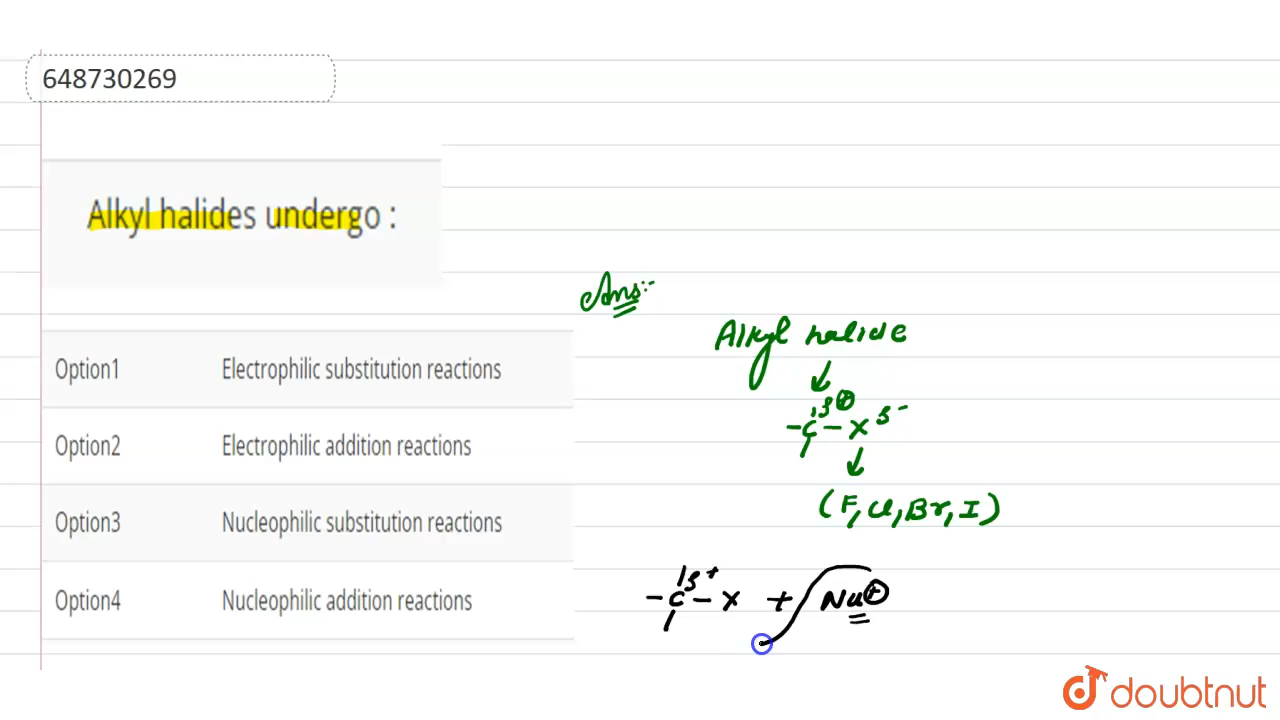 648730269
Alkyl halides undergo :
Option1 Electrophilic substitution reactions
Option2 Electrophilic addition reactions
Option3 Nucleophilic substitution reactions
Option4 Nucleophilic addition reactions
Ans:-
Alkyl halide
-C-X δ⊕ δ-
(F, Cl, Br, I)
-C-X δ+ + Nu⊕
doubtnut